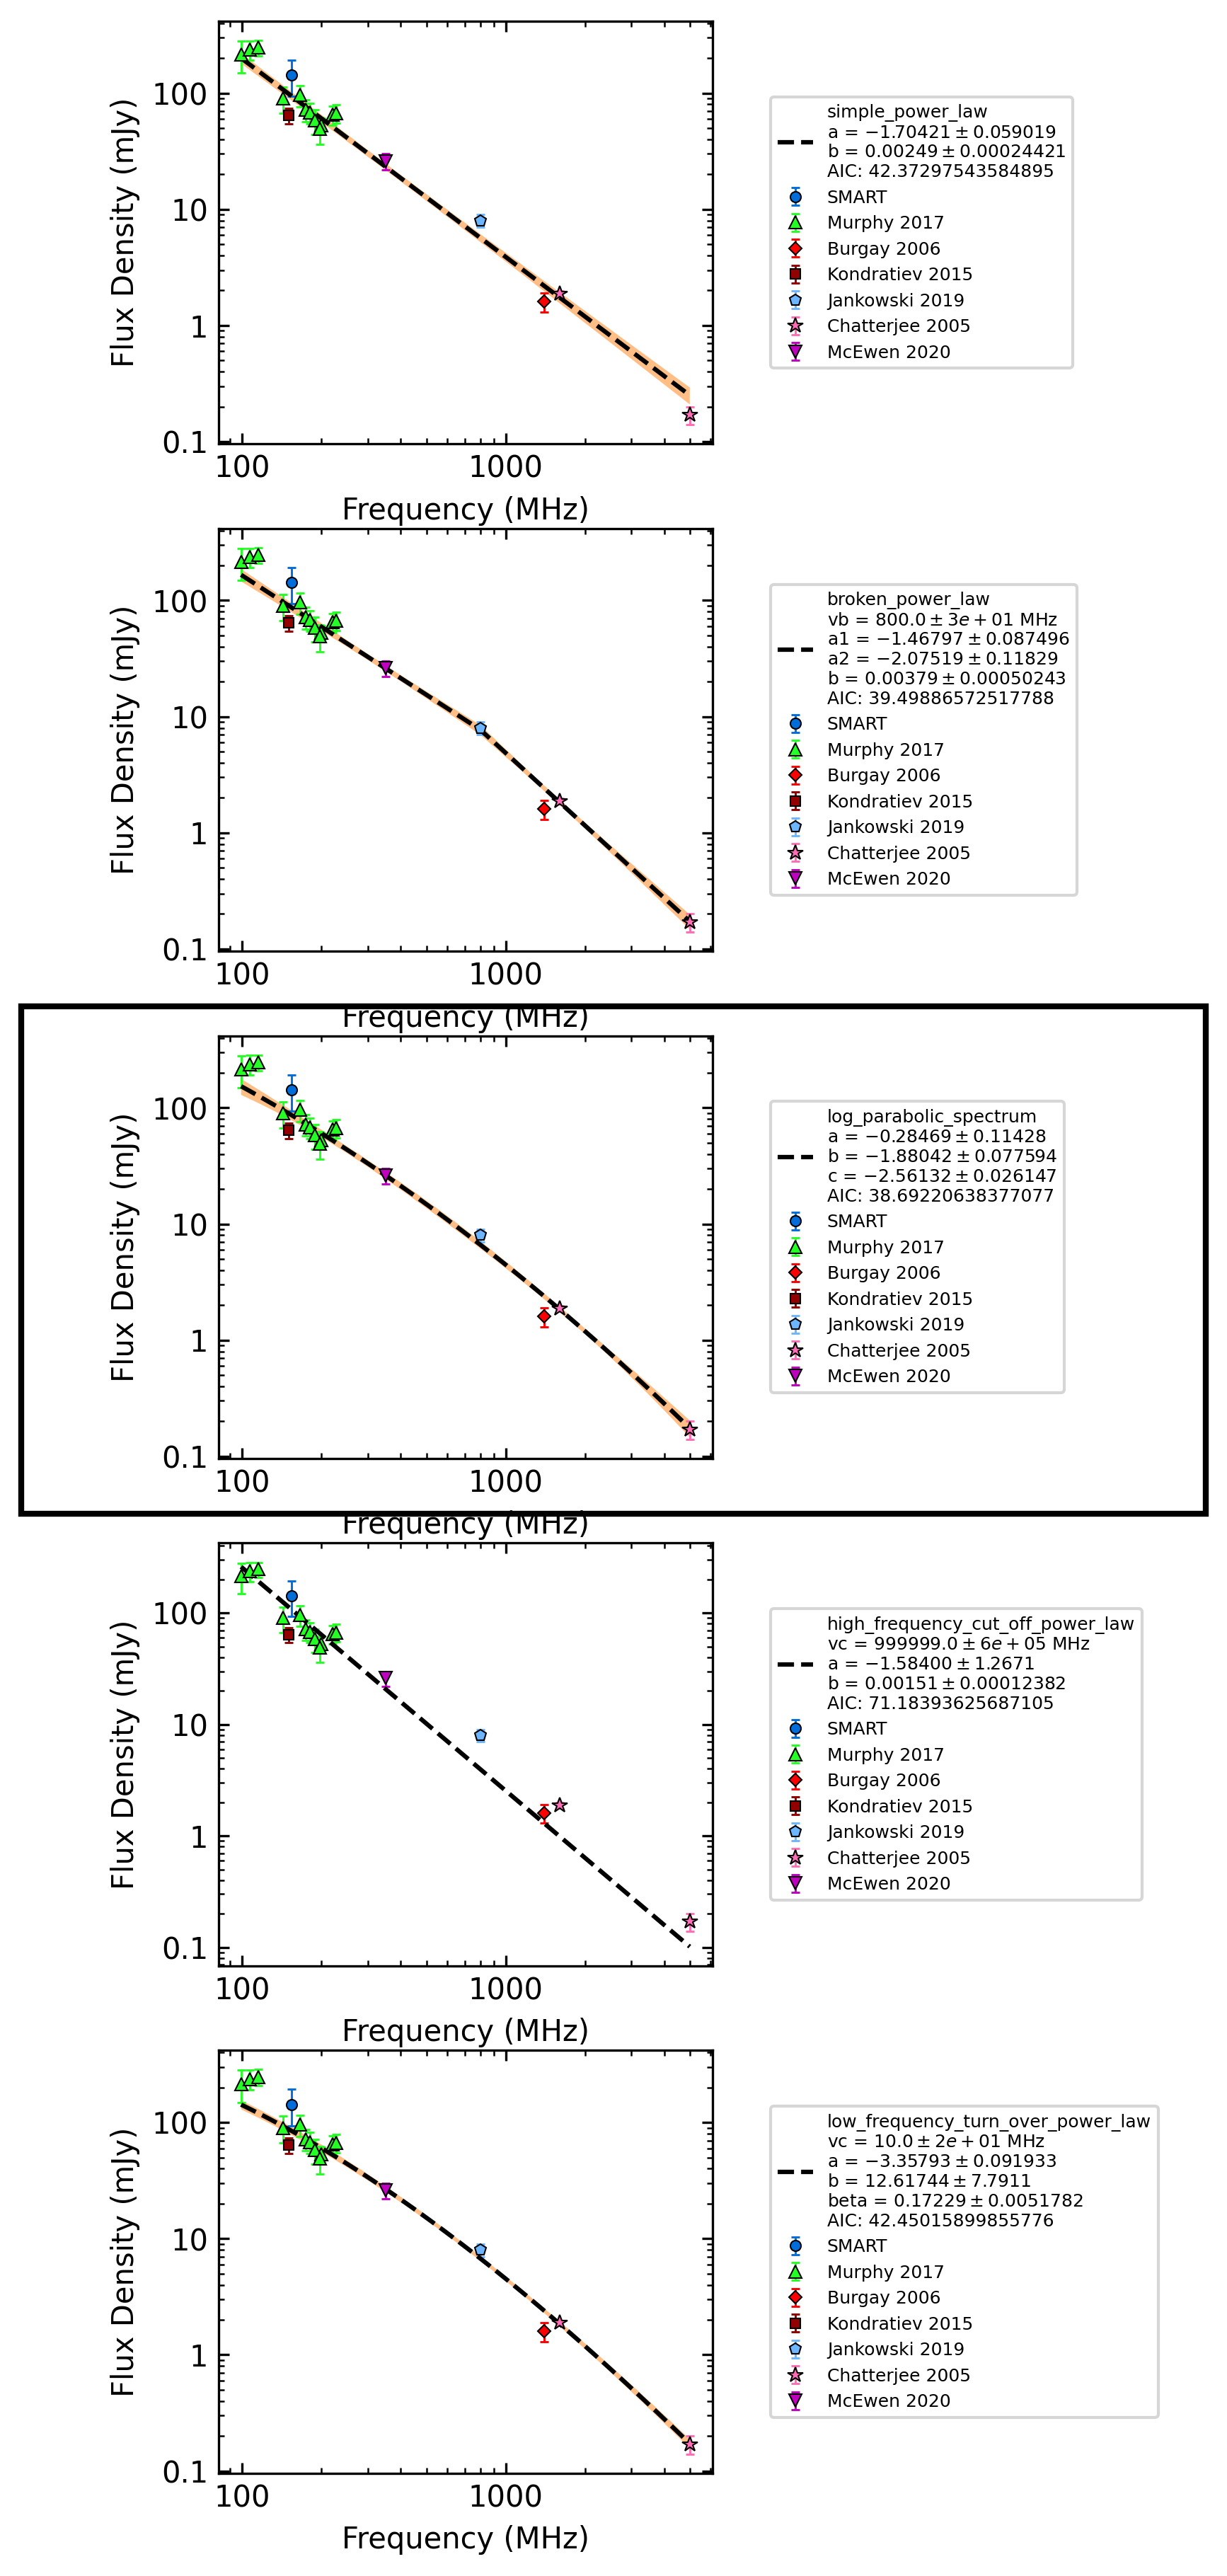 100
10
1
0.1
Flux Density (mJy)
100 1000
Frequency (MHz)
simple_power_law
a = −1.70421 ± 0.059019
b = 0.00249 ± 0.00024421
AIC: 42.37297543584895
SMART
Murphy 2017
Burgay 2006
Kondratiev 2015
Jankowski 2019
Chatterjee 2005
McEwen 2020
100
10
1
0.1
Flux Density (mJy)
100 1000
Frequency (MHz)
broken_power_law
vb = 800.0 ± 3e + 01 MHz
a1 = −1.46797 ± 0.087496
a2 = −2.07519 ± 0.11829
b = 0.00379 ± 0.00050243
AIC: 39.49886572517788
SMART
Murphy 2017
Burgay 2006
Kondratiev 2015
Jankowski 2019
Chatterjee 2005
McEwen 2020
100
10
1
0.1
Flux Density (mJy)
100 1000
Frequency (MHz)
log_parabolic_spectrum
a = −0.28469 ± 0.11428
b = −1.88042 ± 0.077594
c = −2.56132 ± 0.026147
AIC: 38.69220638377077
SMART
Murphy 2017
Burgay 2006
Kondratiev 2015
Jankowski 2019
Chatterjee 2005
McEwen 2020
100
10
1
0.1
Flux Density (mJy)
100 1000
Frequency (MHz)
high_frequency_cut_off_power_law
vc = 999999.0 ± 6e + 05 MHz
a = −1.58400 ± 1.2671
b = 0.00151 ± 0.00012382
AIC: 71.18393625687105
SMART
Murphy 2017
Burgay 2006
Kondratiev 2015
Jankowski 2019
Chatterjee 2005
McEwen 2020
100
10
1
0.1
Flux Density (mJy)
100 1000
Frequency (MHz)
low_frequency_turn_over_power_law
vc = 10.0 ± 2e + 01 MHz
a = −3.35793 ± 0.091933
b = 12.61744 ± 7.7911
beta = 0.17229 ± 0.0051782
AIC: 42.45015899855776
SMART
Murphy 2017
Burgay 2006
Kondratiev 2015
Jankowski 2019
Chatterjee 2005
McEwen 2020